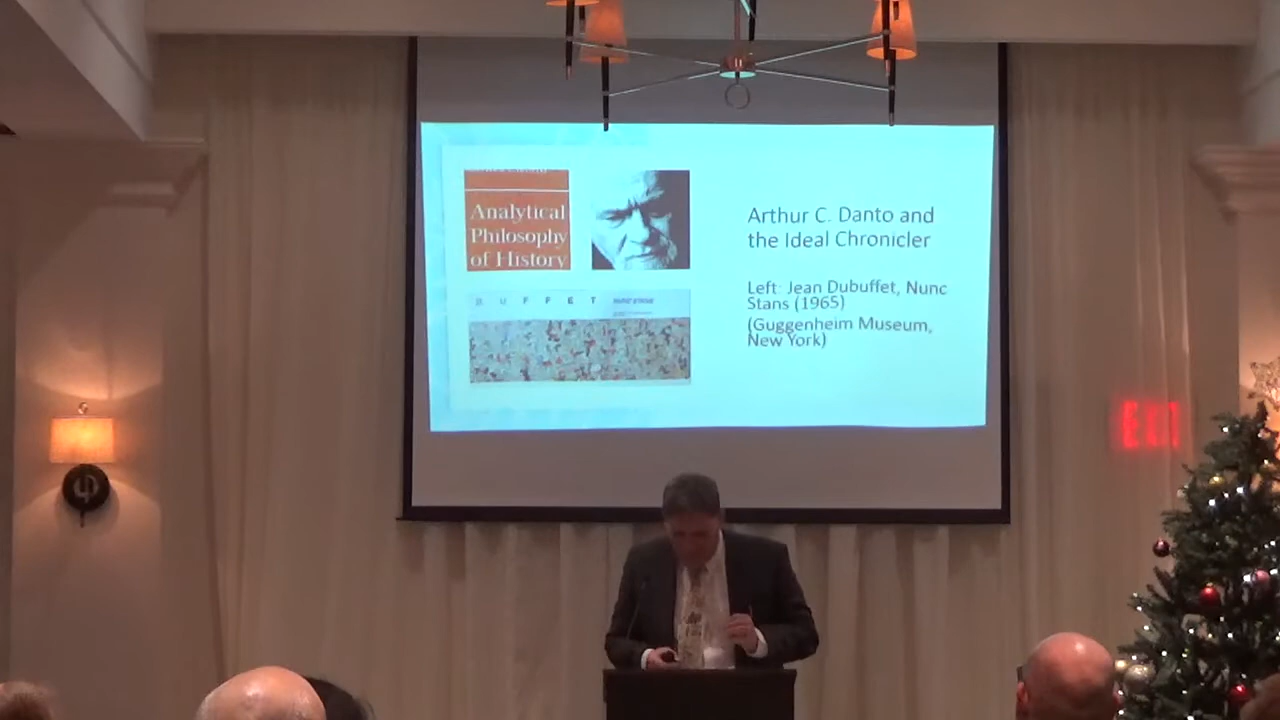 Analytical
Philosophy
of History
Arthur C. Danto and
the Ideal Chronicler
Left: Jean Dubuffet, Nunc
Stans (1965)
(Guggenheim Museum,
New York)
B U F F E T
EXIT